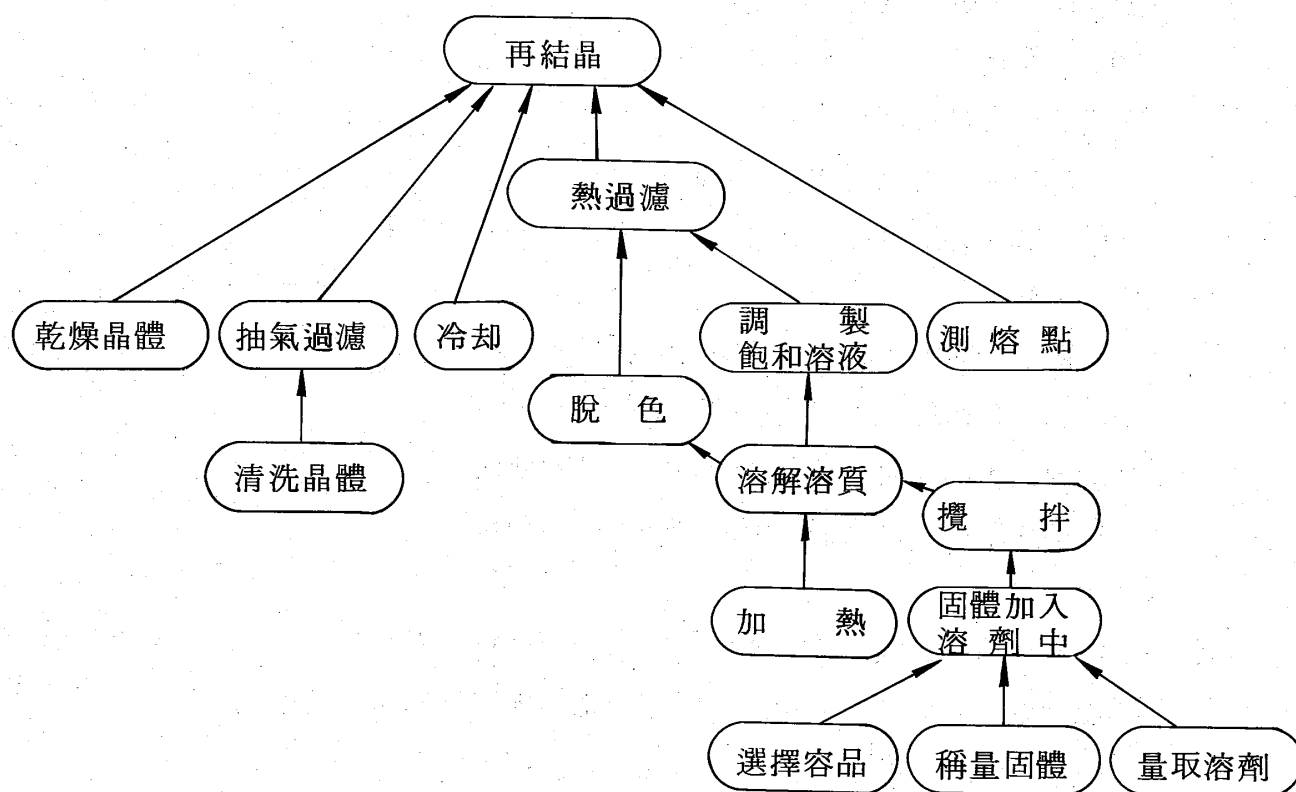 再結晶
熱過濾
乾燥晶體
抽氣過濾
冷却
調製
飽和溶液
測熔點
脫色
清洗晶體
溶解溶質
攪拌
加熱
固體加入
溶劑中
選擇容品
稱量固體
量取溶劑